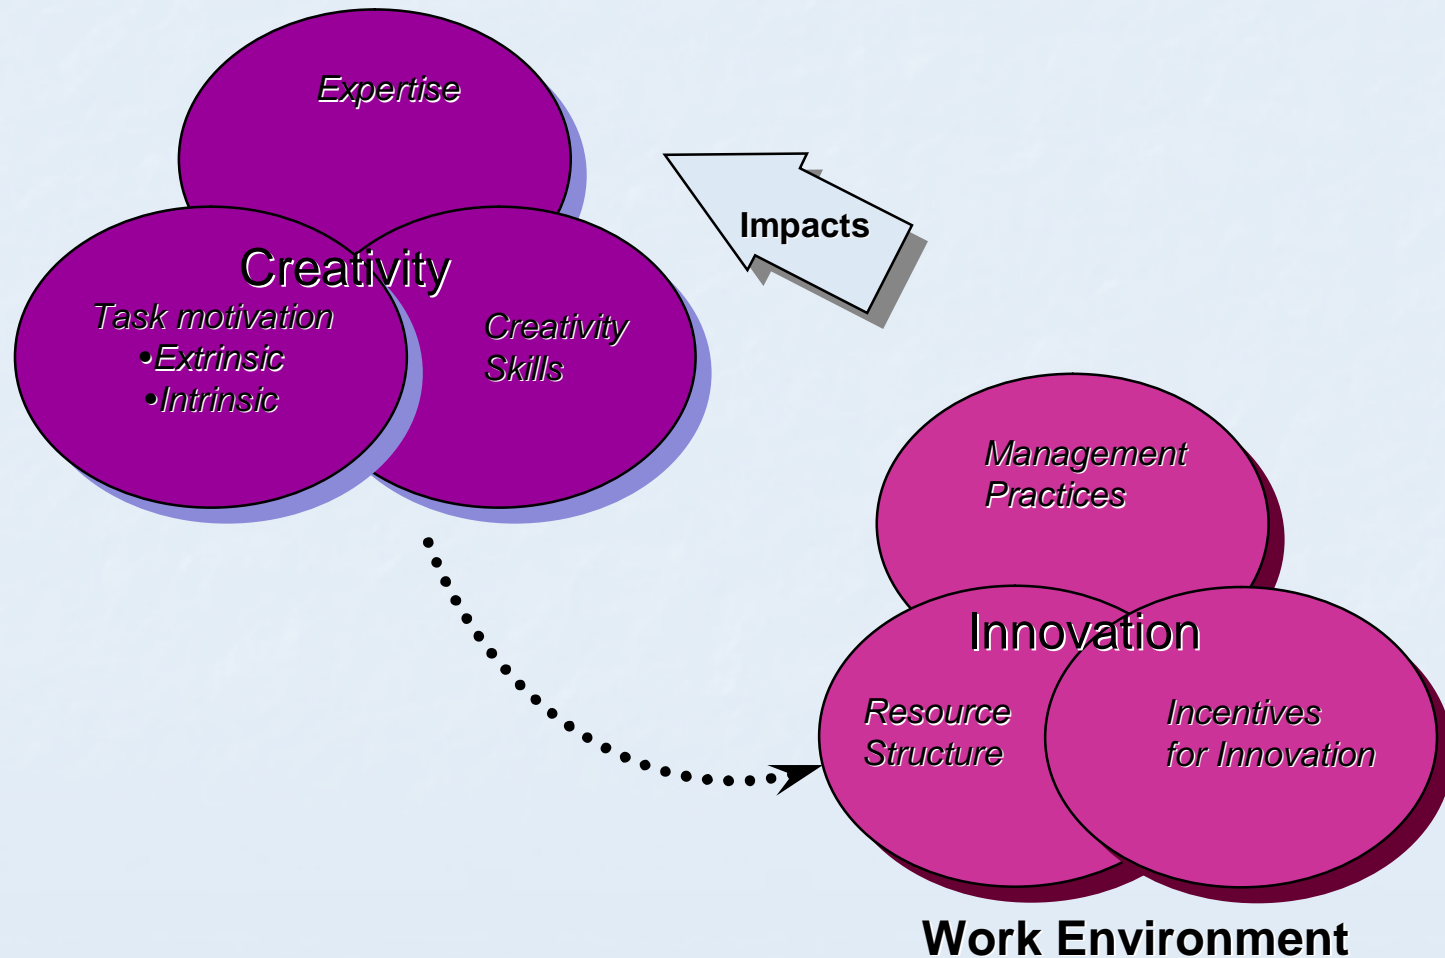 Expertise
Creativity
Task motivation
•Extrinsic
•Intrinsic
Creativity
Skills
Impacts
Management
Practices
Innovation
Resource
Structure
Incentives
for Innovation
Work Environment